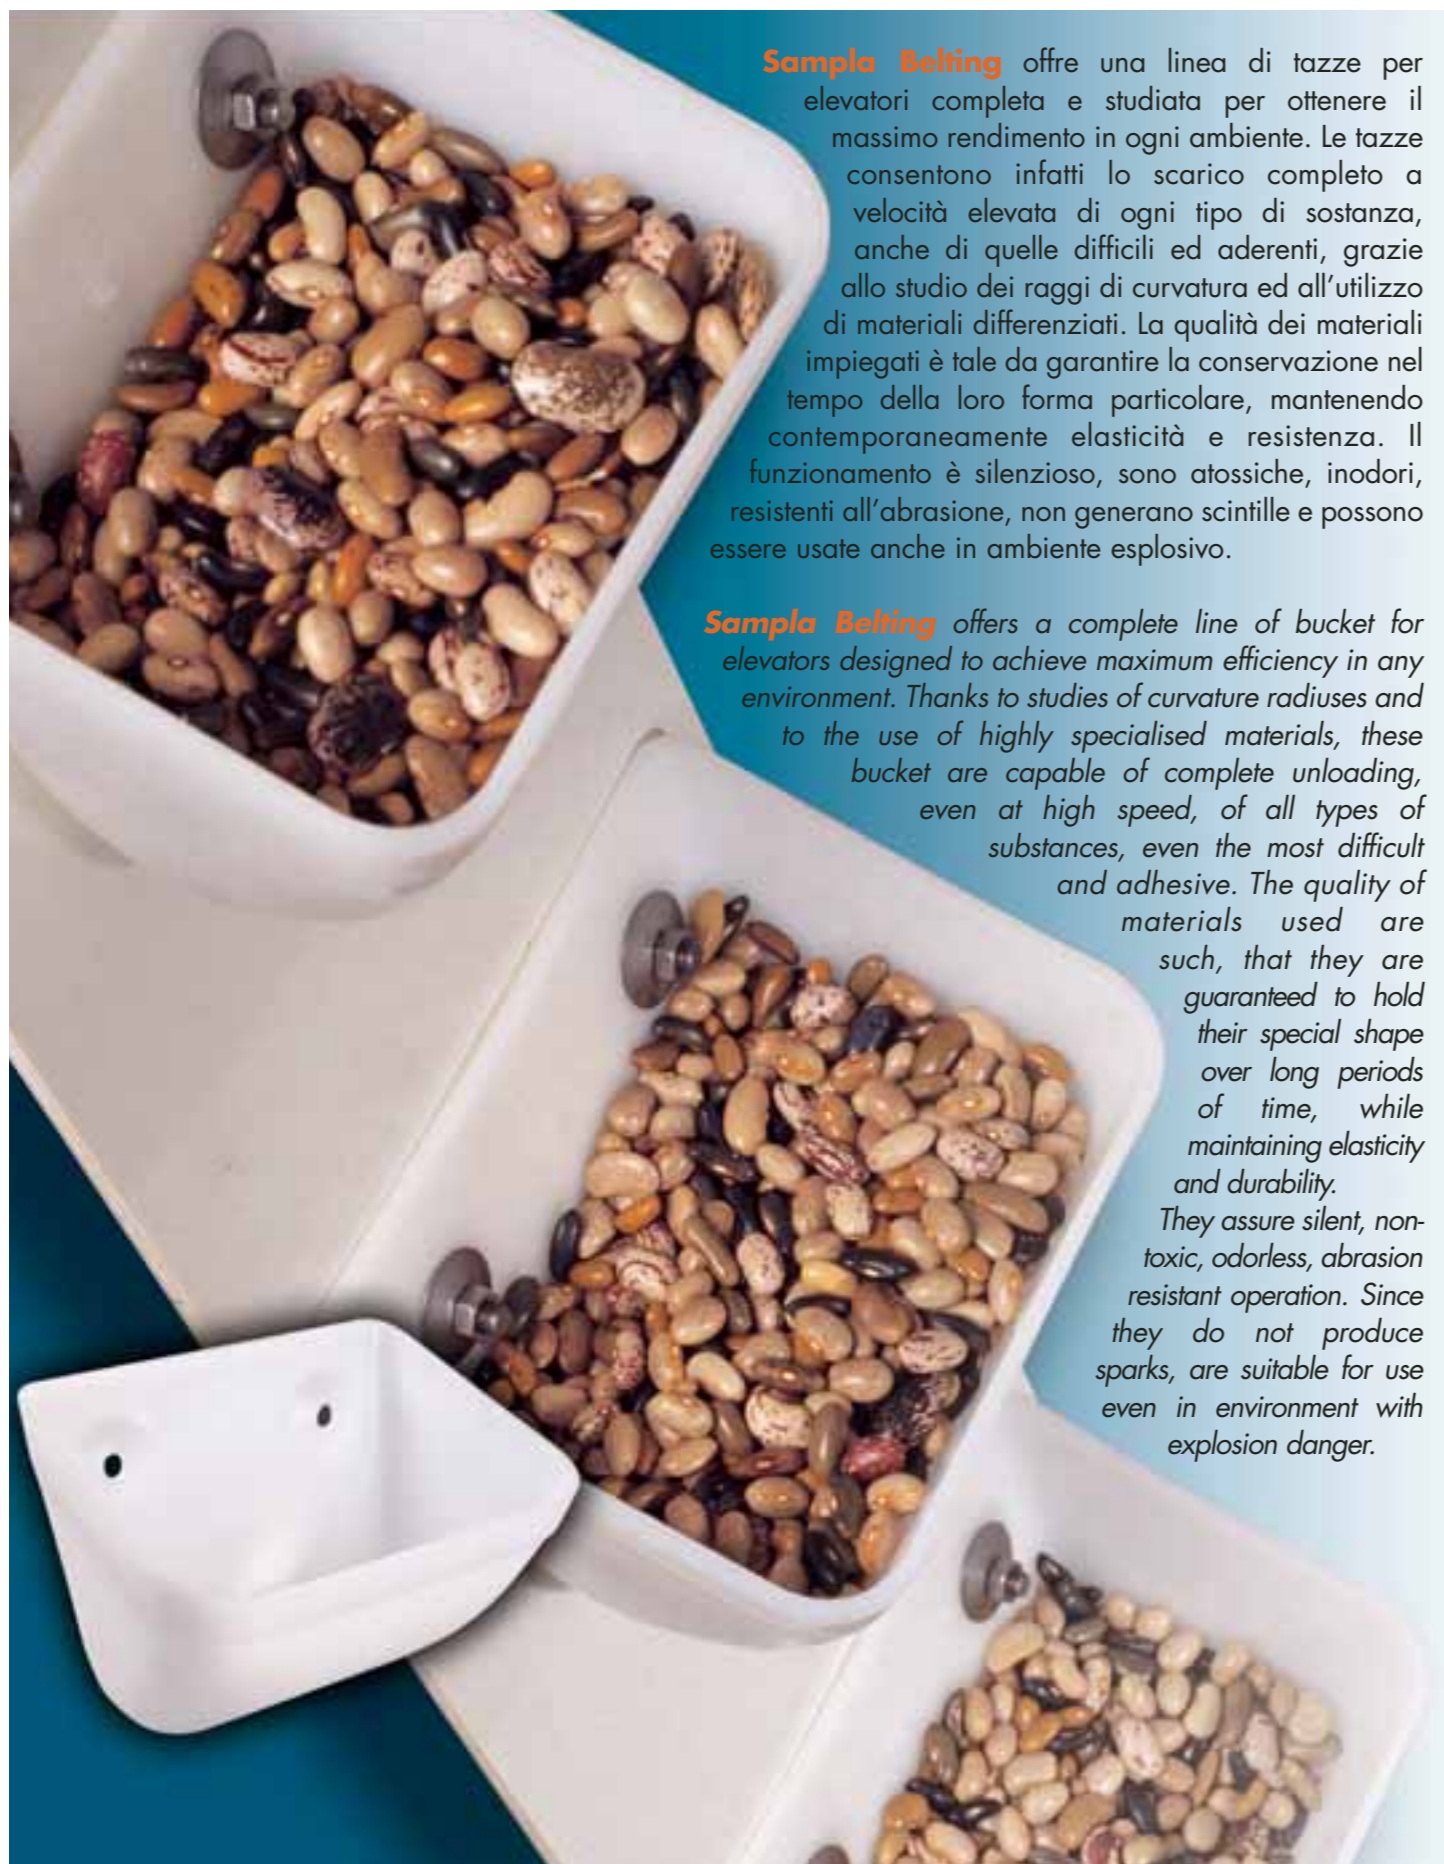 Sampla Belting offre una linea di tazze per
elevatori completa e studiata per ottenere il
massimo rendimento in ogni ambiente. Le tazze
consentono infatti lo scarico completo a
velocità elevata di ogni tipo di sostanza,
anche di quelle difficili ed aderenti, grazie
allo studio dei raggi di curvatura ed all'utilizzo
di materiali differenziati. La qualità dei materiali
impiegati è tale da garantire la conservazione nel
tempo della loro forma particolare, mantenendo
contemporaneamente elasticità e resistenza. Il
funzionamento è silenzioso, sono atossiche, inodori,
resistenti all'abrasione, non generano scintille e possono
essere usate anche in ambiente esplosivo.
Sampla Belting offers a complete line of bucket for
elevators designed to achieve maximum efficiency in any
environment. Thanks to studies of curvature radiuses and
to the use of highly specialised materials, these
bucket are capable of complete unloading,
even at high speed, of all types of
substances, even the most difficult
and adhesive. The quality of
materials used are
such, that they are
guaranteed to hold
their special shape
over long periods
of time, while
maintaining elasticity
and durability.
They assure silent, non-
toxic, odorless, abrasion
resistant operation. Since
they do not produce
sparks, are suitable for use
even in environment with
explosion danger.